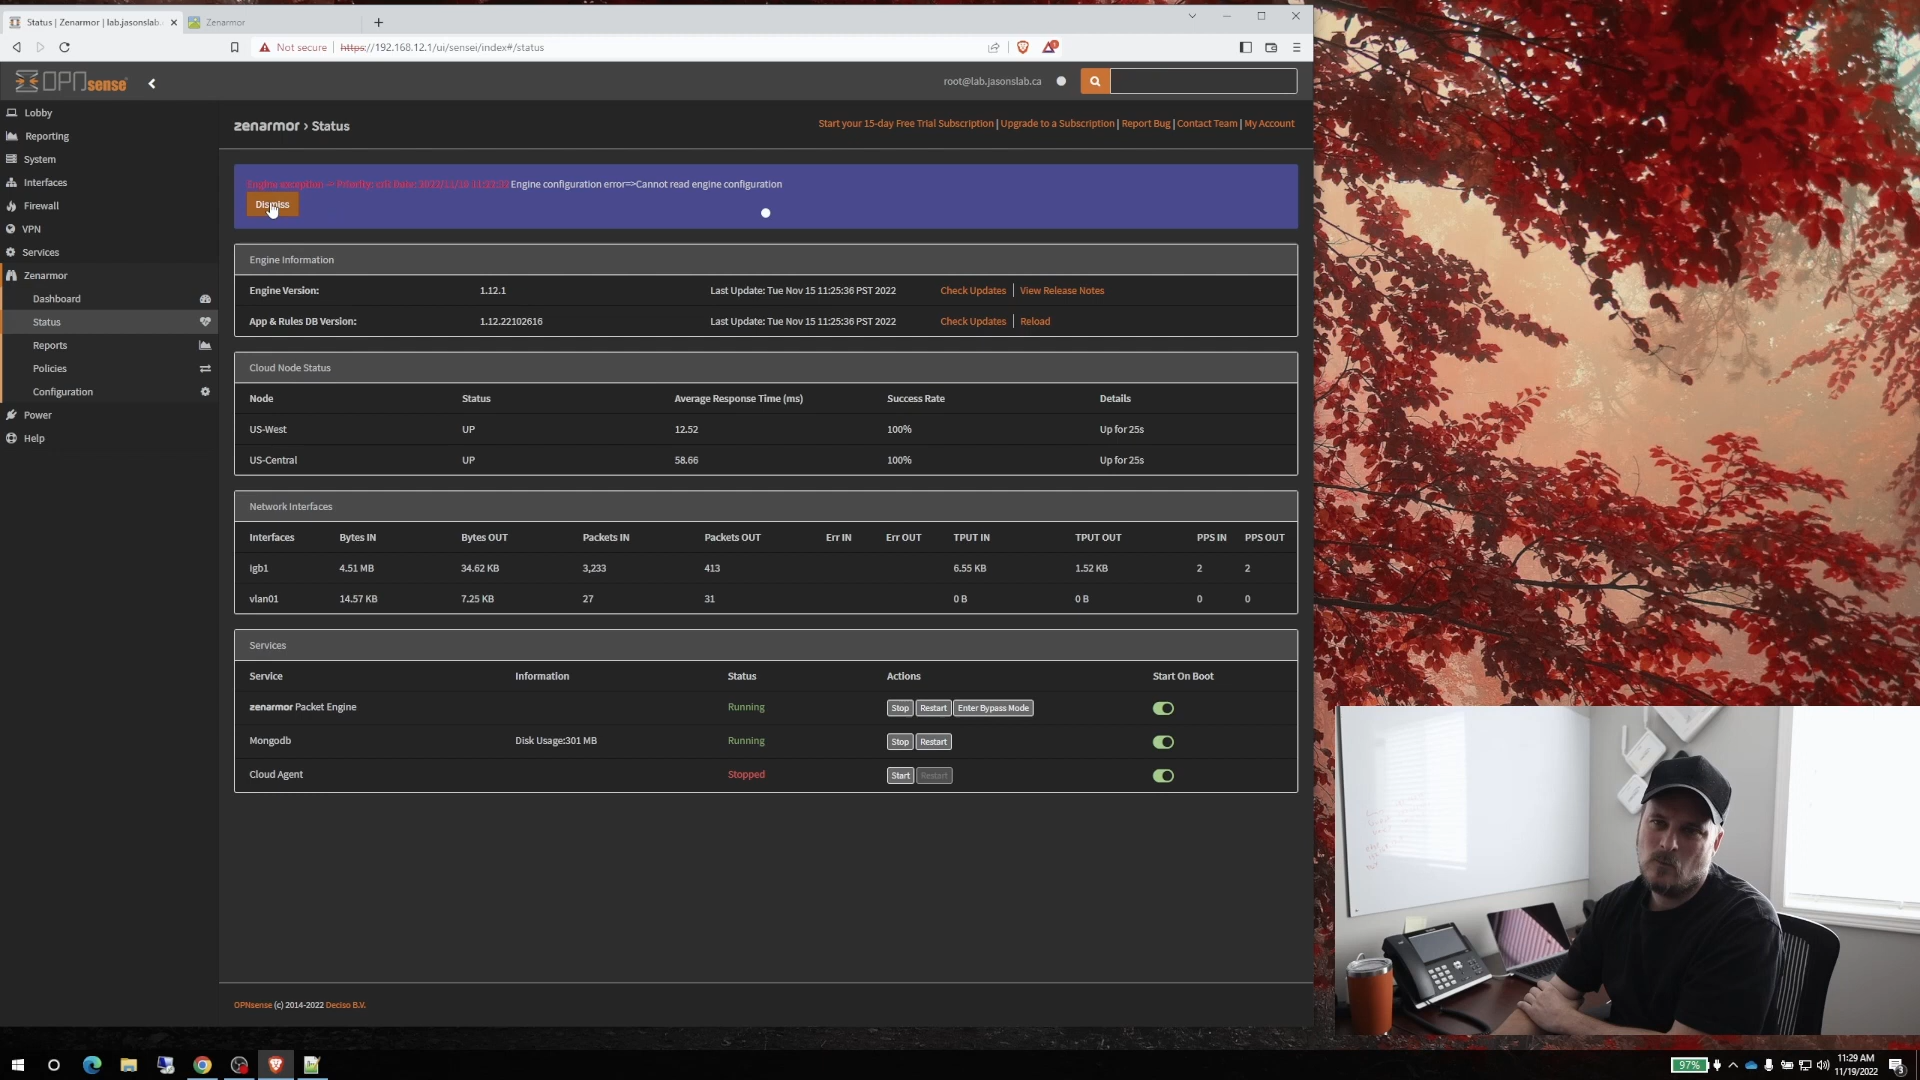 Status | Zenarmor | lab.jasonslab.
Zenarmor
Not secure
https://192.168.12.1/ui/sensei/index#/status
OPNsense
root@lab.jasonslab.ca
Lobby
Reporting
System
Interfaces
Firewall
VPN
Services
Zenarmor
Dashboard
Status
Reports
Policies
Configuration
Power
Help
zenarmor › Status
Start your 15-day Free Trial Subscription | Upgrade to a Subscription | Report Bug | Contact Team | My Account
Engine exception -> Priority: crit Date: Engine configuration error=>Cannot read engine configuration
Dismiss
Engine Information
Engine Version: 1.12.1 Last Update: Tue Nov 15 11:25:36 PST 2022 Check Updates | View Release Notes
App & Rules DB Version: 1.12.22102616 Last Update: Tue Nov 15 11:25:36 PST 2022 Check Updates | Reload
Cloud Node Status
Node Status Average Response Time (ms) Success Rate Details
US-West UP 12.52 100% Up for 25s
US-Central UP 58.66 100% Up for 25s
Network Interfaces
Interfaces Bytes IN Bytes OUT Packets IN Packets OUT Err IN Err OUT TPUT IN TPUT OUT PPS IN PPS OUT
igb1 4.51 MB 34.62 KB 3,233 413 6.55 KB 1.52 KB 2 2
vlan01 14.57 KB 7.25 KB 27 31 0 B 0 B 0 0
Services
Service Information Status Actions Start On Boot
zenarmor Packet Engine Running Stop Restart Enter Bypass Mode
Mongodb Disk Usage:301 MB Running Stop Restart
Cloud Agent Stopped Start Restart
OPNsense (c) 2014-2022 Deciso B.V.
97%
11:29 AM
11/19/2022
3